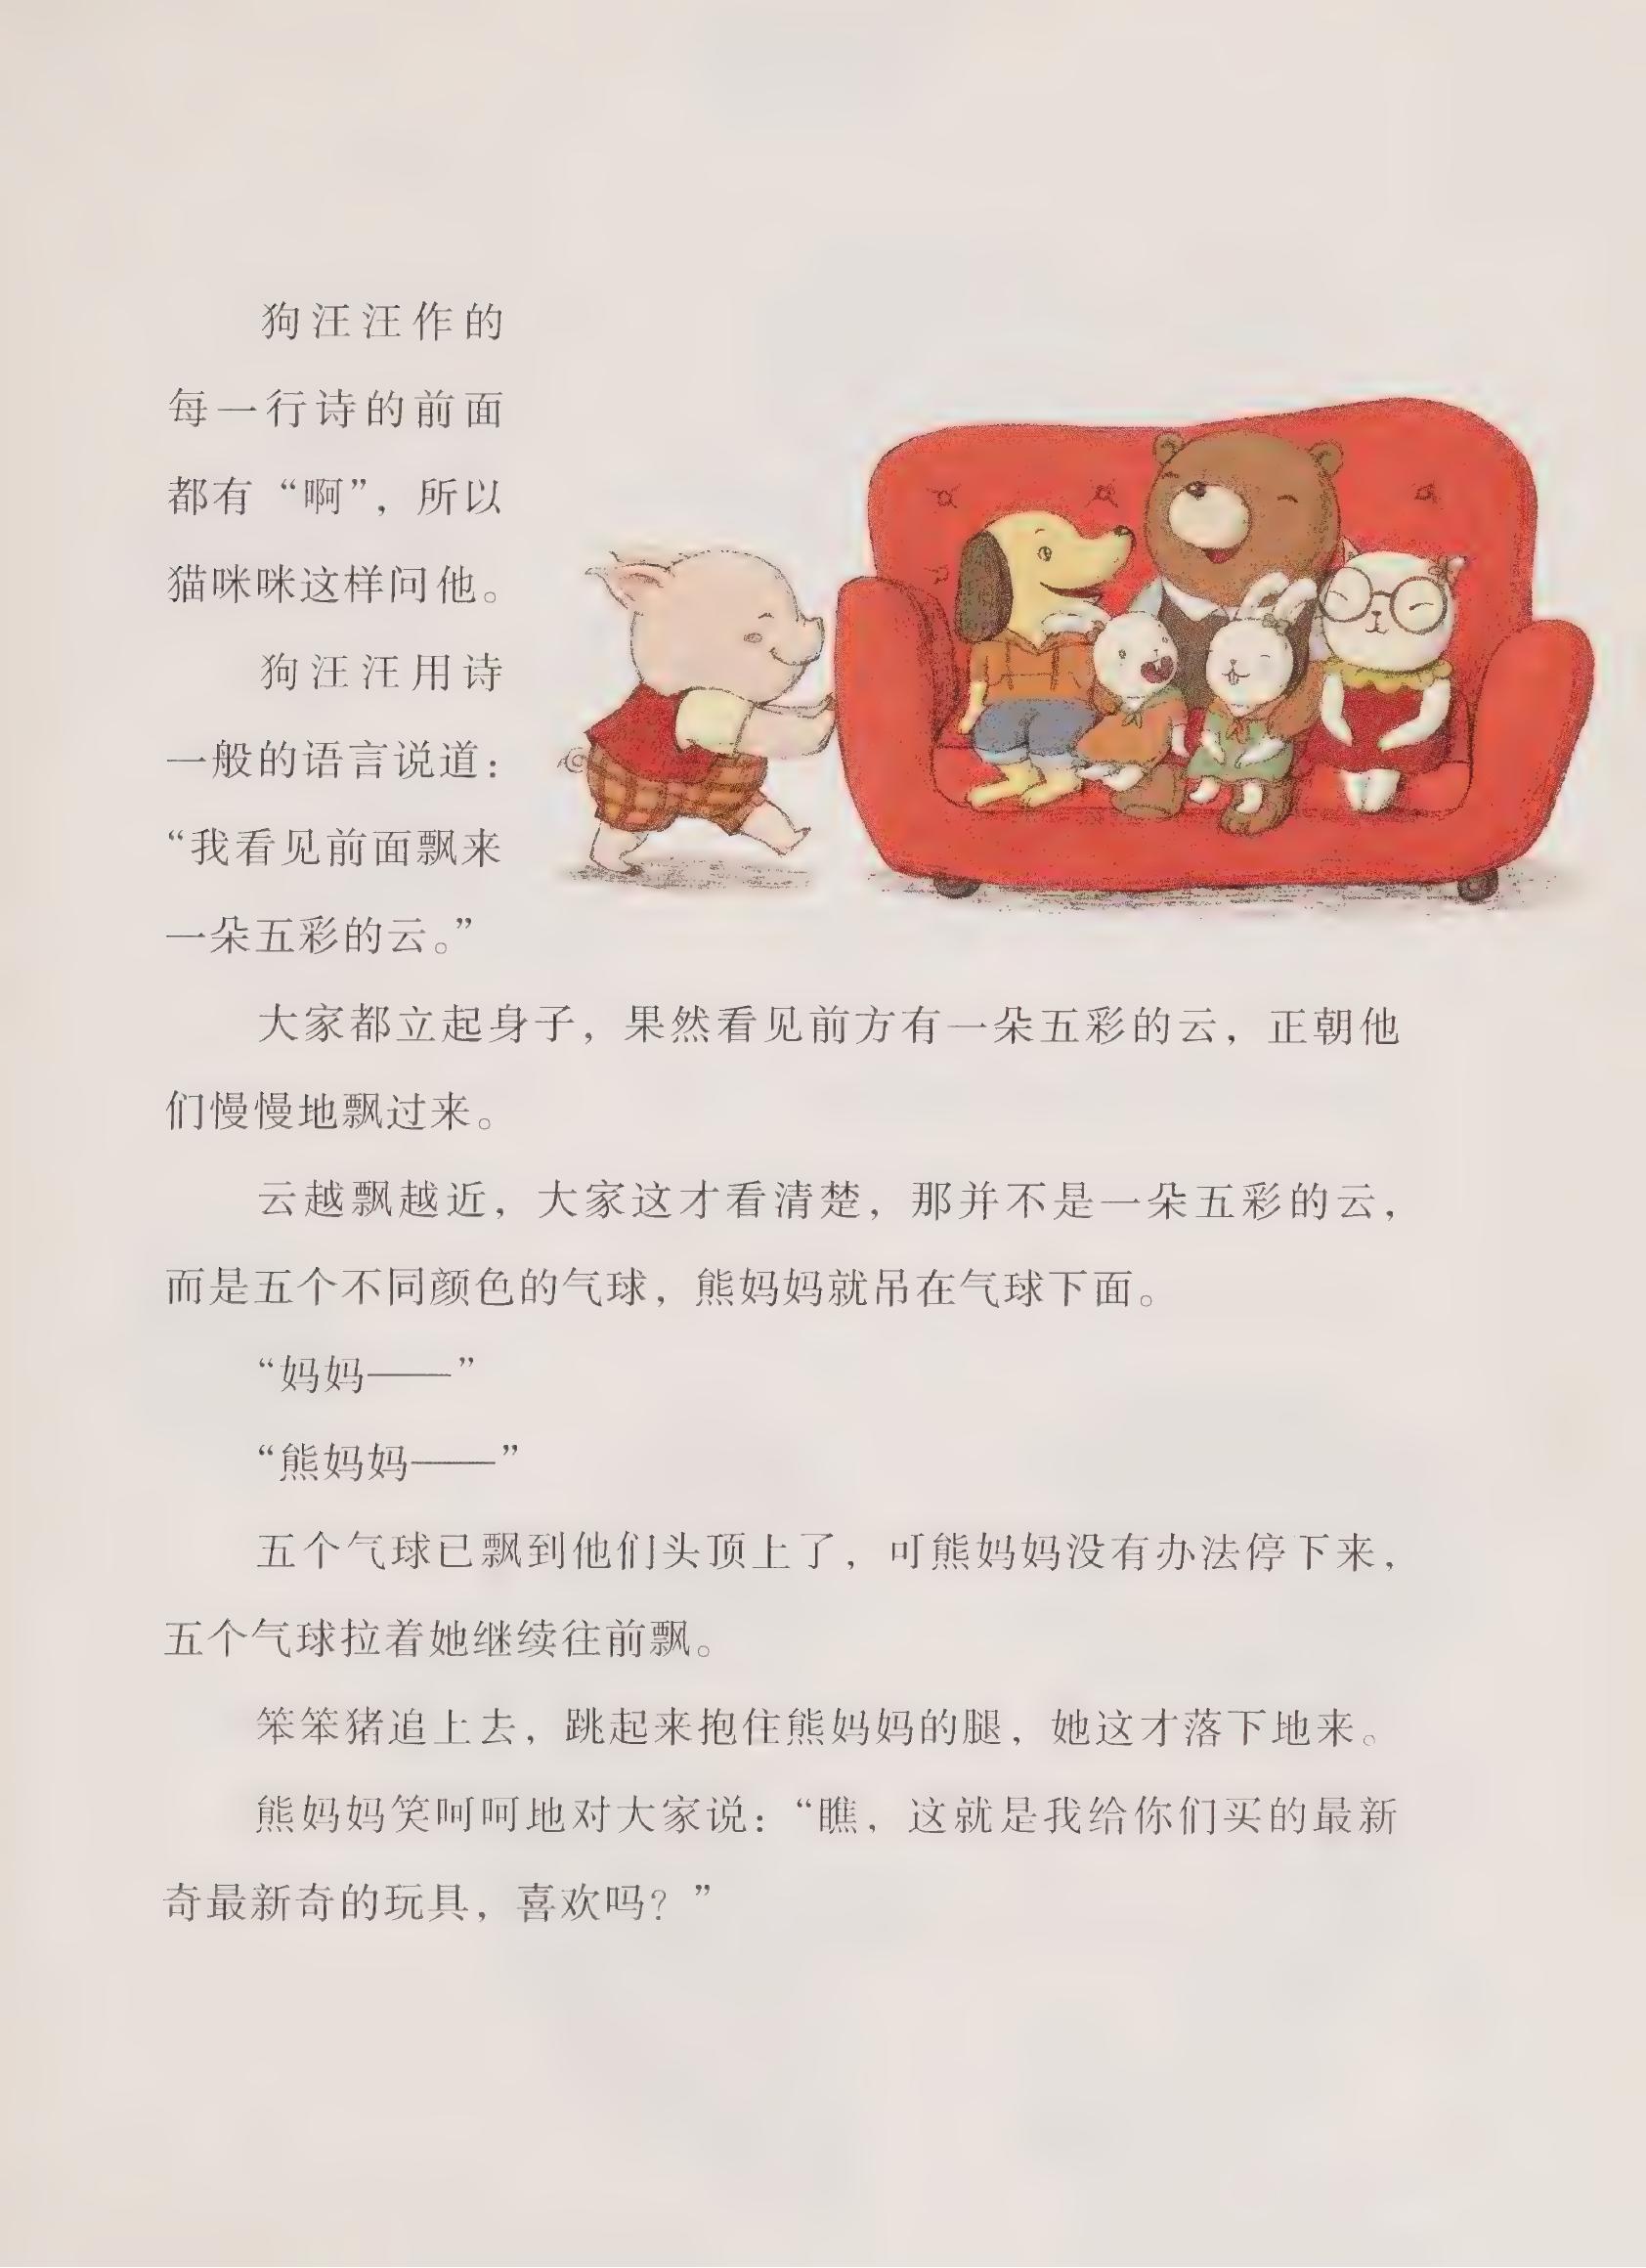 狗汪汪作的
每一行诗的前面
都有“啊”，所以
猫咪咪这样问他。
狗汪汪用诗
一般的语言说道：
“我看见前面飘来
一朵五彩的云。”
大家都立起身子，果然看见前方有一朵五彩的云，正朝他
们慢慢地飘过来。
云越飘越近，大家这才看清楚，那并不是一朵五彩的云，
而是五个不同颜色的气球，熊妈妈就吊在气球下面。
“妈妈——”
“熊妈妈——”
五个气球已飘到他们头顶上了，可熊妈妈没有办法停下来，
五个气球拉着她继续往前飘。
笨笨猪追上去，跳起来抱住熊妈妈的腿，她这才落下地来。
熊妈妈笑呵呵地对大家说：“瞧，这就是我给你们买的最新
奇最新奇的玩具，喜欢吗？”